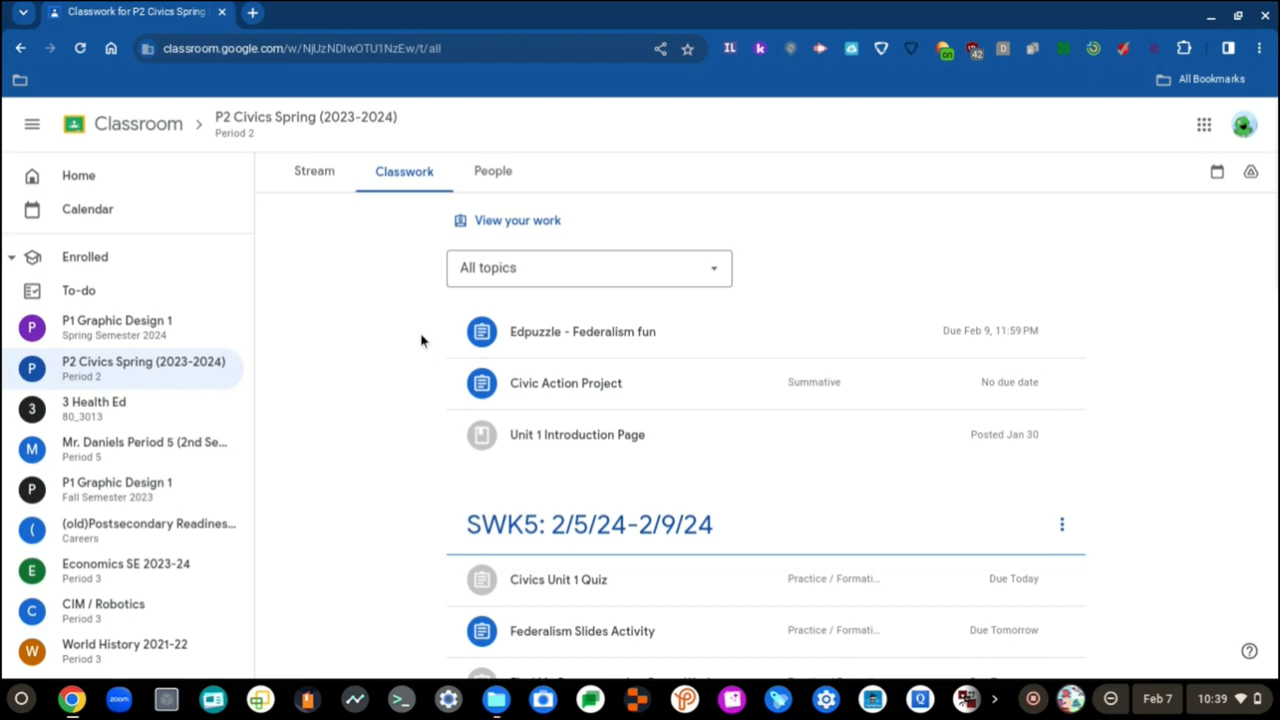 Classwork for P2 Civics Spring
classroom.google.com/w/NjUzNDIwOTU1NzEw/t/all
IL
k
on
42
D
All Bookmarks
Classroom
P2 Civics Spring (2023-2024)
Period 2
Home
Calendar
Enrolled
To-do
P
P1 Graphic Design 1
Spring Semester 2024
P
P2 Civics Spring (2023-2024)
Period 2
3
3 Health Ed
80_3013
M
Mr. Daniels Period 5 (2nd Se...
Period 5
P
P1 Graphic Design 1
Fall Semester 2023
(
(old)Postsecondary Readines...
Careers
E
Economics SE 2023-24
Period 3
C
CIM / Robotics
Period 3
W
World History 2021-22
Period 3
Stream
Classwork
People
View your work
All topics
Edpuzzle - Federalism fun
Due Feb 9, 11:59 PM
Civic Action Project
Summative
No due date
Unit 1 Introduction Page
Posted Jan 30
SWK5: 2/5/24-2/9/24
Civics Unit 1 Quiz
Practice / Formati...
Due Today
Federalism Slides Activity
Practice / Formati...
Due Tomorrow
zoom
Q
Feb 7
10:39